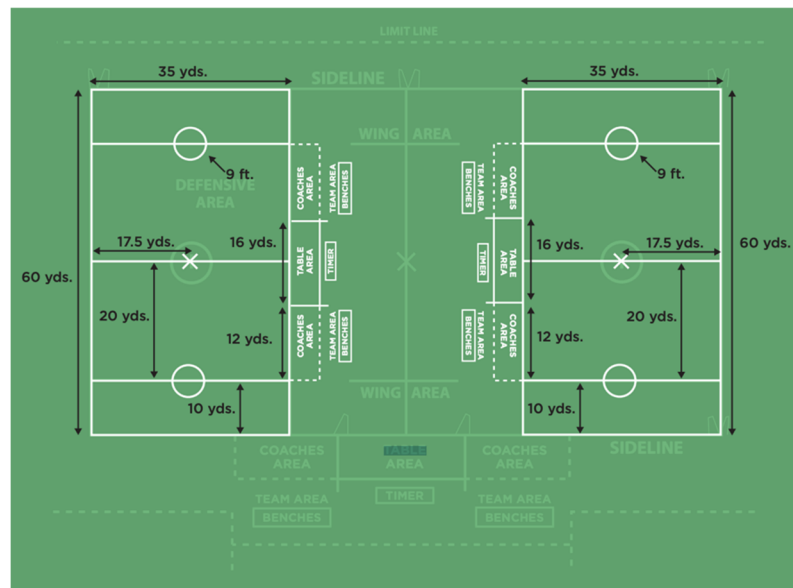 LIMIT LINE
35 yds.
SIDELINE
35 yds.
WING AREA
9 ft.
DEFENSIVE
AREA
COACHES
AREA
TEAM AREA
BENCHES
BENCHES
TEAM AREA
COACHES
AREA
9 ft.
17.5 yds.
16 yds.
TABLE
AREA
TIMER
TIMER
TABLE
AREA
16 yds.
17.5 yds.
60 yds.
60 yds.
20 yds.
12 yds.
COACHES
AREA
TEAM AREA
BENCHES
BENCHES
TEAM AREA
COACHES
AREA
12 yds.
20 yds.
10 yds.
WING AREA
10 yds.
COACHES
AREA
TABLE
AREA
COACHES
AREA
SIDELINE
TEAM AREA
BENCHES
TIMER
TEAM AREA
BENCHES